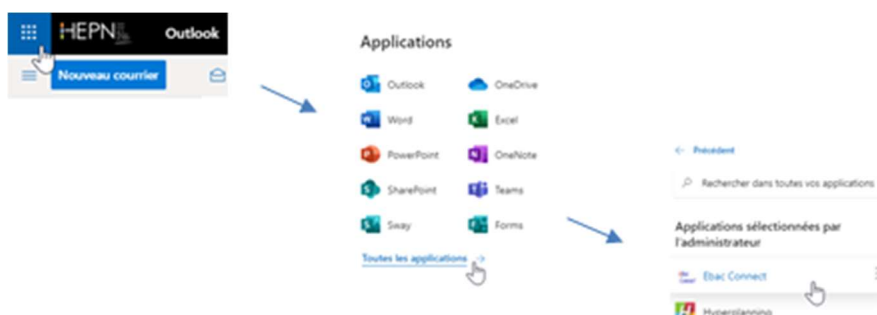 HEPN
Outlook
Nouveau courrier
Applications
Outlook
OneDrive
Word
Excel
PowerPoint
OneNote
SharePoint
Teams
Sway
Forms
Toutes les applications →
← Précédent
Rechercher dans toutes vos applications
Applications sélectionnées par
l'administrateur
Ebac Connect
Hyperplanning